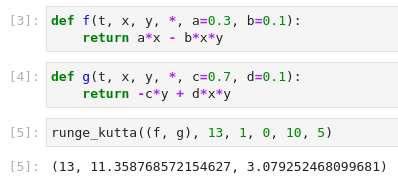 [3]: def f(t, x, y, *, a=0.3, b=0.1):
    return a*x - b*x*y
[4]: def g(t, x, y, *, c=0.7, d=0.1):
    return -c*y + d*x*y
[5]: runge_kutta((f, g), 13, 1, 0, 10, 5)
[5]: (13, 11.358768572154627, 3.079252468099681)